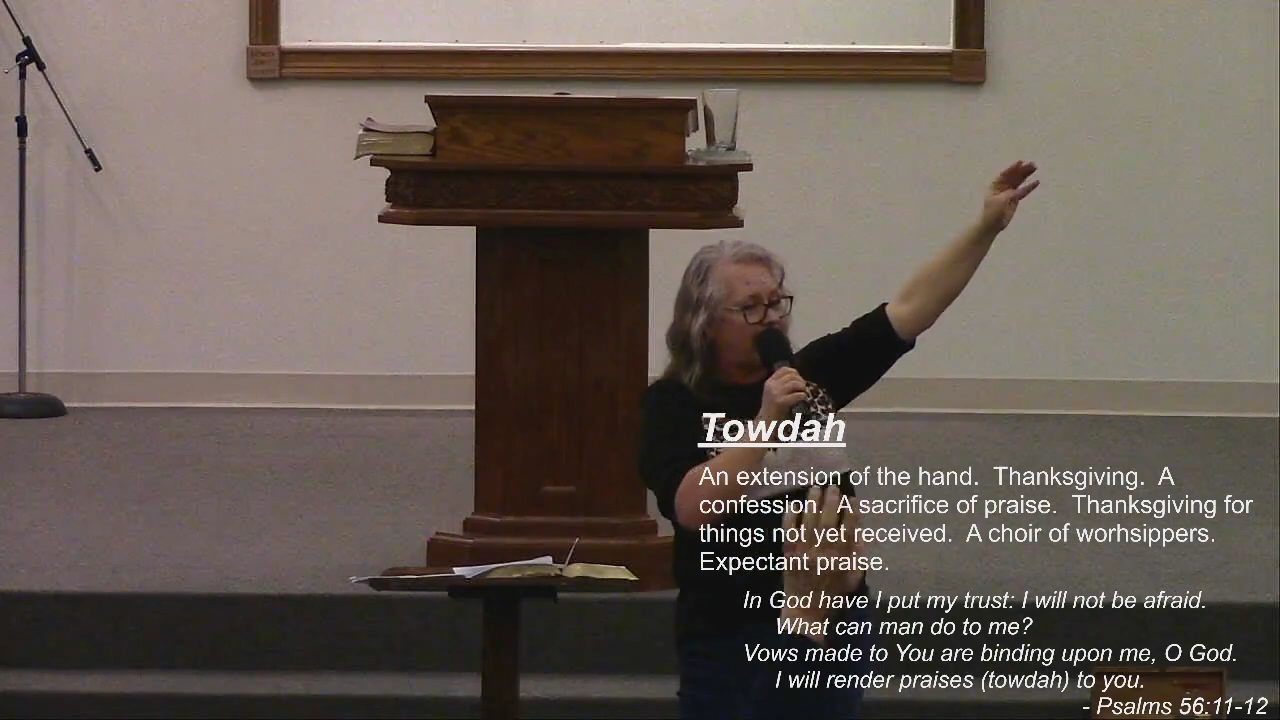 Towdah
An extension of the hand.  Thanksgiving.  A
confession.  A sacrifice of praise.  Thanksgiving for
things not yet received.  A choir of worhsippers.
Expectant praise.
In God have I put my trust: I will not be afraid.
What can man do to me?
Vows made to You are binding upon me, O God.
I will render praises (towdah) to you.
- Psalms 56:11-12